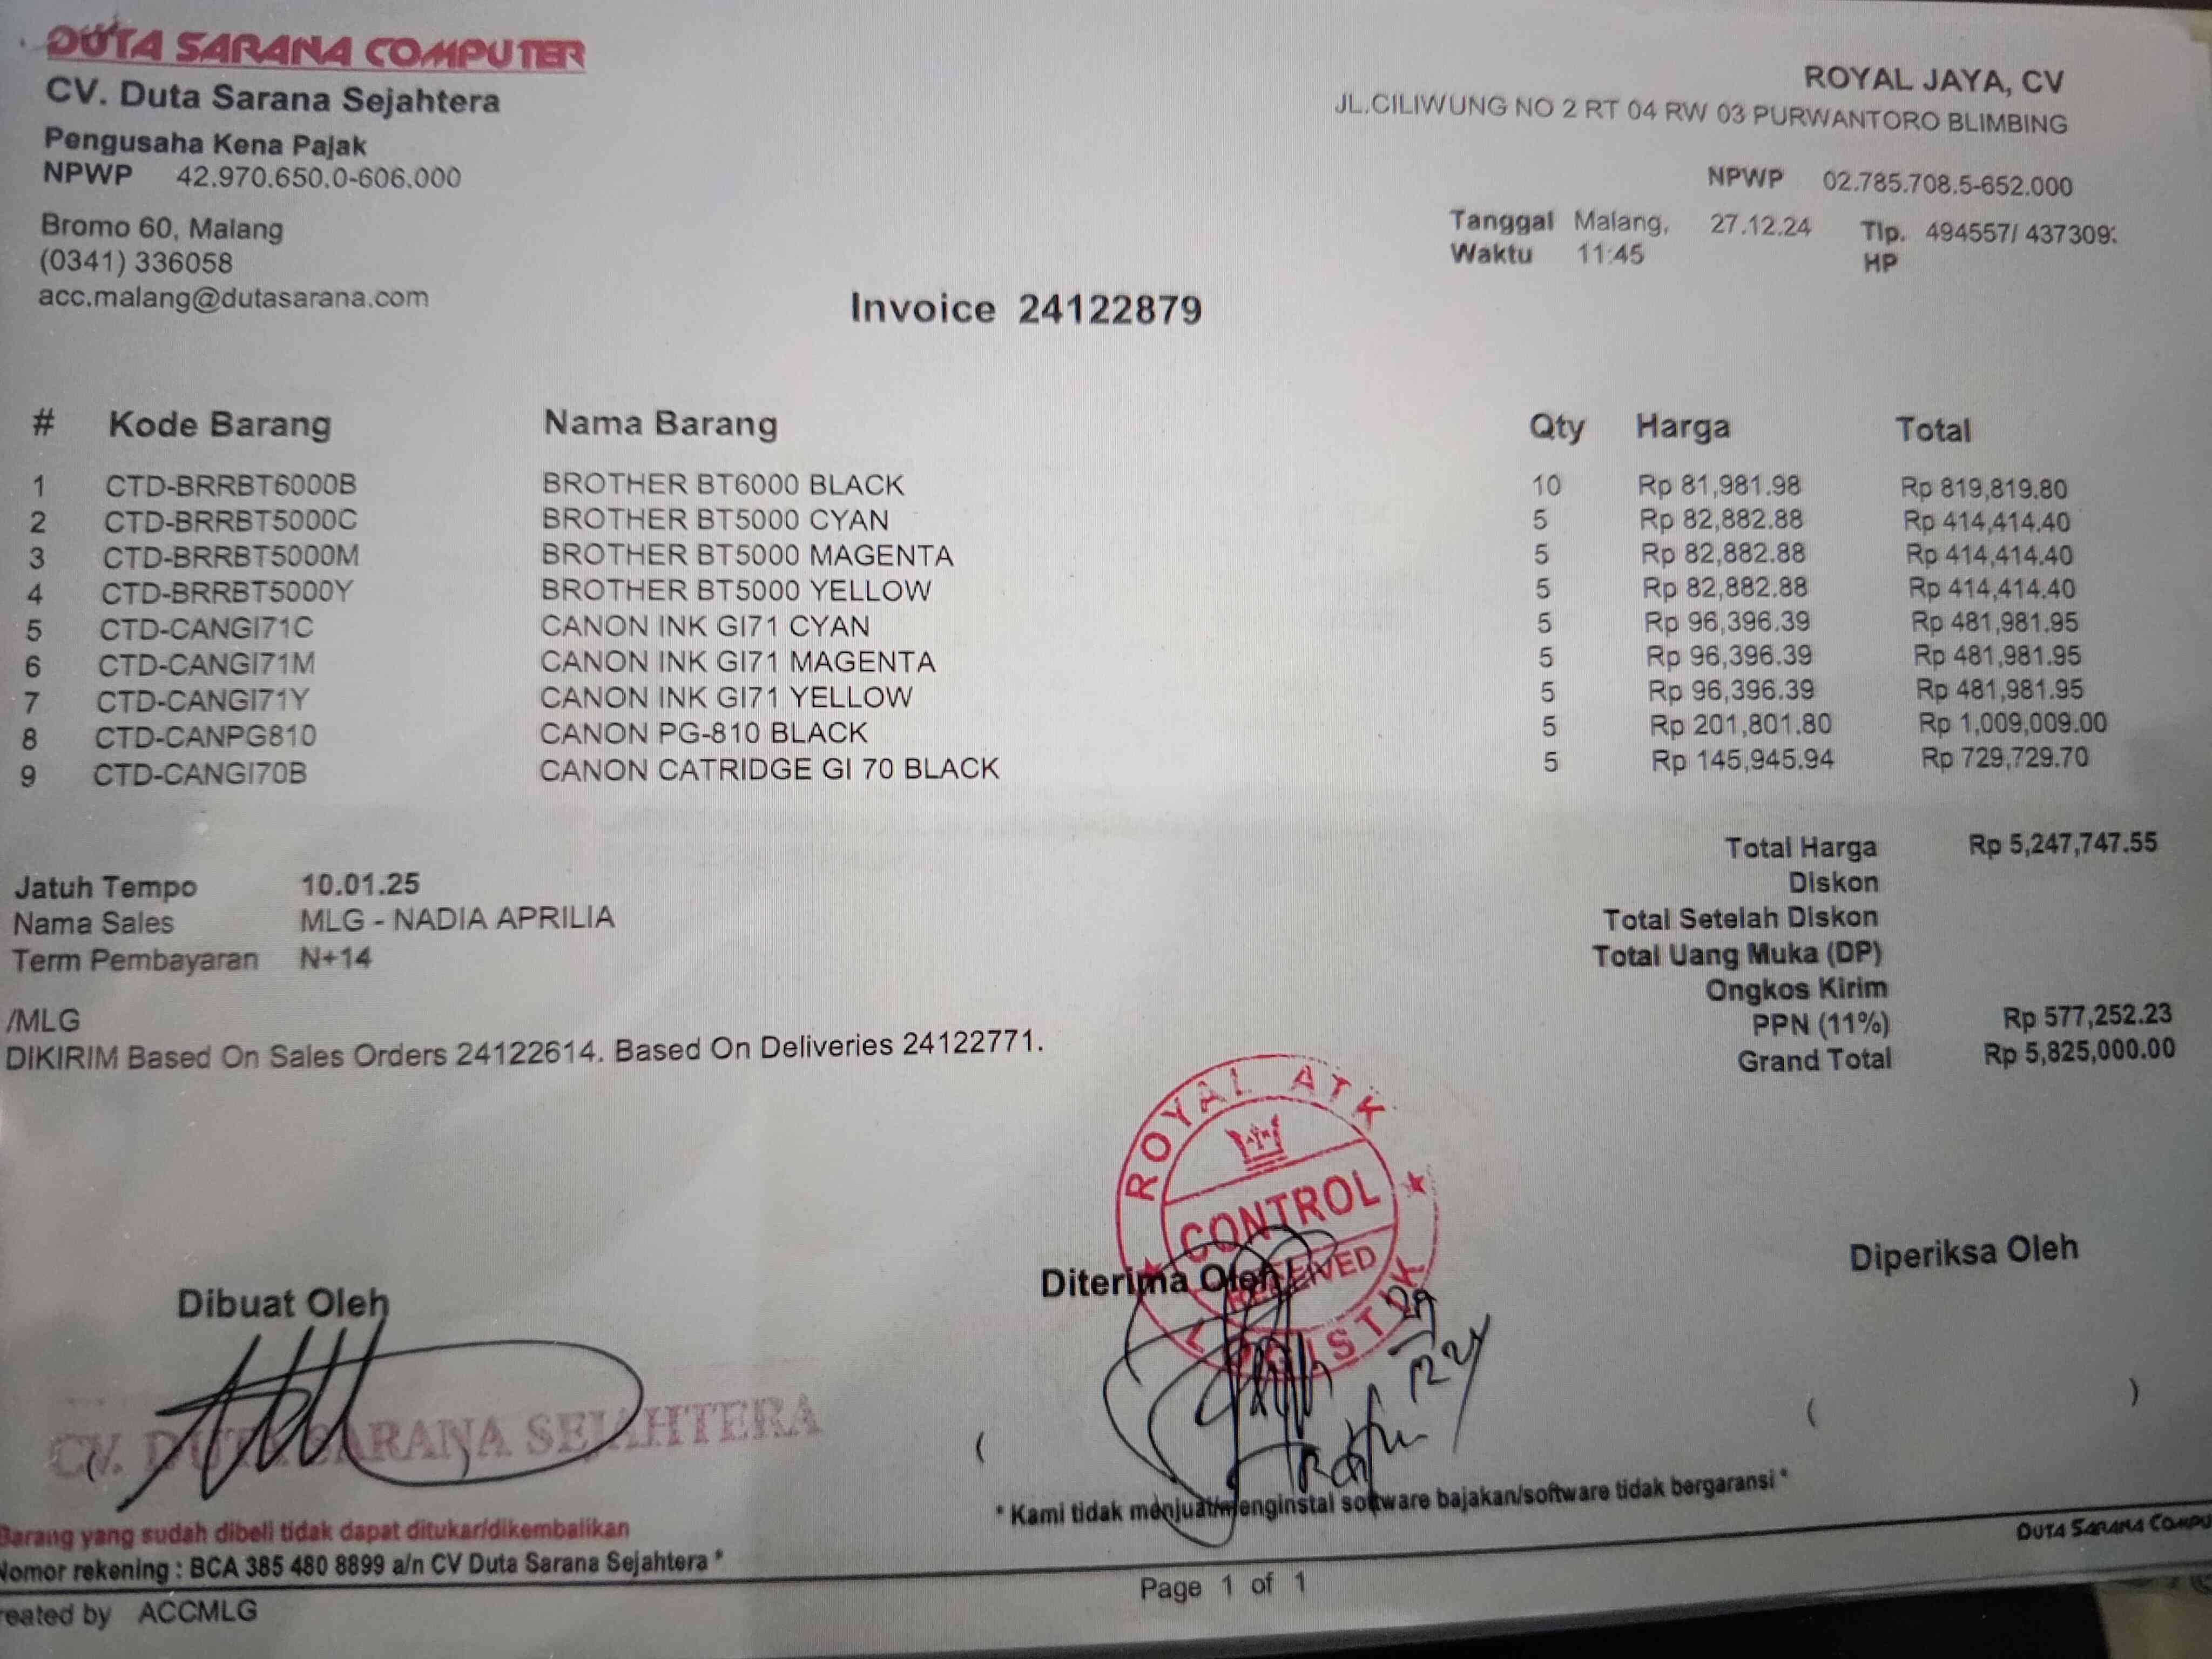 DUTA SARANA COMPUTER
CV. Duta Sarana Sejahtera
Pengusaha Kena Pajak
NPWP 42.970.650.0-606.000
Bromo 60, Malang
(0341) 336058
acc.malang@dutasarana.com
ROYAL JAYA, CV
JL.CILIWUNG NO 2 RT 04 RW 03 PURWANTORO BLIMBING
NPWP 02.785.708.5-652.000
Tanggal Malang, 27.12.24 Tlp. 494557/ 437309
Waktu 11:45 HP
Invoice 24122879
# Kode Barang Nama Barang Qty Harga Total
1 CTD-BRRBT6000B BROTHER BT6000 BLACK 10 Rp 81,981.98 Rp 819,819.80
2 CTD-BRRBT5000C BROTHER BT5000 CYAN 5 Rp 82,882.88 Rp 414,414.40
3 CTD-BRRBT5000M BROTHER BT5000 MAGENTA 5 Rp 82,882.88 Rp 414,414.40
4 CTD-BRRBT5000Y BROTHER BT5000 YELLOW 5 Rp 82,882.88 Rp 414,414.40
5 CTD-CANGI71C CANON INK GI71 CYAN 5 Rp 96,396.39 Rp 481,981.95
6 CTD-CANGI71M CANON INK GI71 MAGENTA 5 Rp 96,396.39 Rp 481,981.95
7 CTD-CANGI71Y CANON INK GI71 YELLOW 5 Rp 96,396.39 Rp 481,981.95
8 CTD-CANPG810 CANON PG-810 BLACK 5 Rp 201,801.80 Rp 1,009,009.00
9 CTD-CANGI70B CANON CATRIDGE GI 70 BLACK 5 Rp 145,945.94 Rp 729,729.70
Total Harga Rp 5,247,747.55
Diskon
Total Setelah Diskon
Total Uang Muka (DP)
Ongkos Kirim
PPN (11%) Rp 577,252.23
Grand Total Rp 5,825,000.00
Jatuh Tempo 10.01.25
Nama Sales MLG - NADIA APRILIA
Term Pembayaran N+14
/MLG
DIKIRIM Based On Sales Orders 24122614. Based On Deliveries 24122771.
ROYAL ATK
CONTROL
RECEIVED
LOGISTIK
Dibuat Oleh
Diterima Oleh
Diperiksa Oleh
CV. DUTA SARANA SEJAHTERA
( ( )
* Kami tidak menjual/menginstal software bajakan/software tidak bergaransi *
Barang yang sudah dibeli tidak dapat ditukar/dikembalikan
Nomor rekening : BCA 385 480 8899 a/n CV Duta Sarana Sejahtera *
DUTA SARANA COMPU
Page 1 of 1
reated by ACCMLG